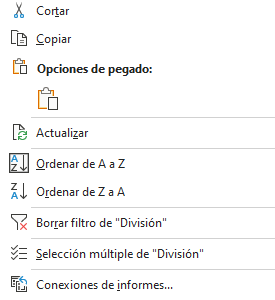 Cortar
Copiar
Opciones de pegado:
Actualizar
Ordenar de A a Z
Ordenar de Z a A
Borrar filtro de "División"
Selección múltiple de "División"
Conexiones de informes...